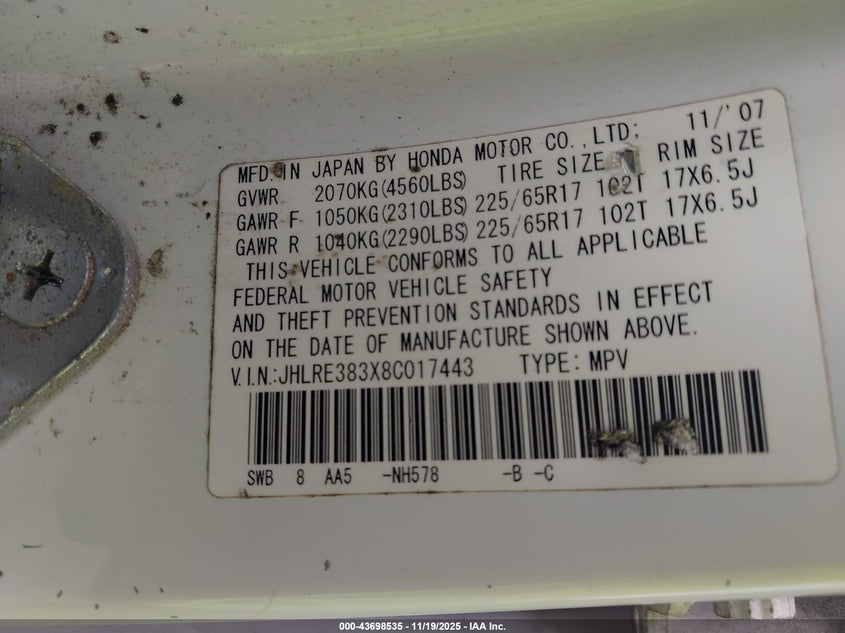 MFD. IN JAPAN BY HONDA MOTOR CO., LTD; 11/'07
GVWR 2070KG(4560LBS) TIRE SIZE RIM SIZE
GAWR F 1050KG(2310LBS) 225/65R17 102T 17X6.5J
GAWR R 1040KG(2290LBS) 225/65R17 102T 17X6.5J
THIS VEHICLE CONFORMS TO ALL APPLICABLE
FEDERAL MOTOR VEHICLE SAFETY
AND THEFT PREVENTION STANDARDS IN EFFECT
ON THE DATE OF MANUFACTURE SHOWN ABOVE.
V.I.N.:JHLRE383X8C017443 TYPE: MPV
SWB 8 AA5 -NH578 -B -C
000-43698535 - 11/19/2025 - IAA Inc.